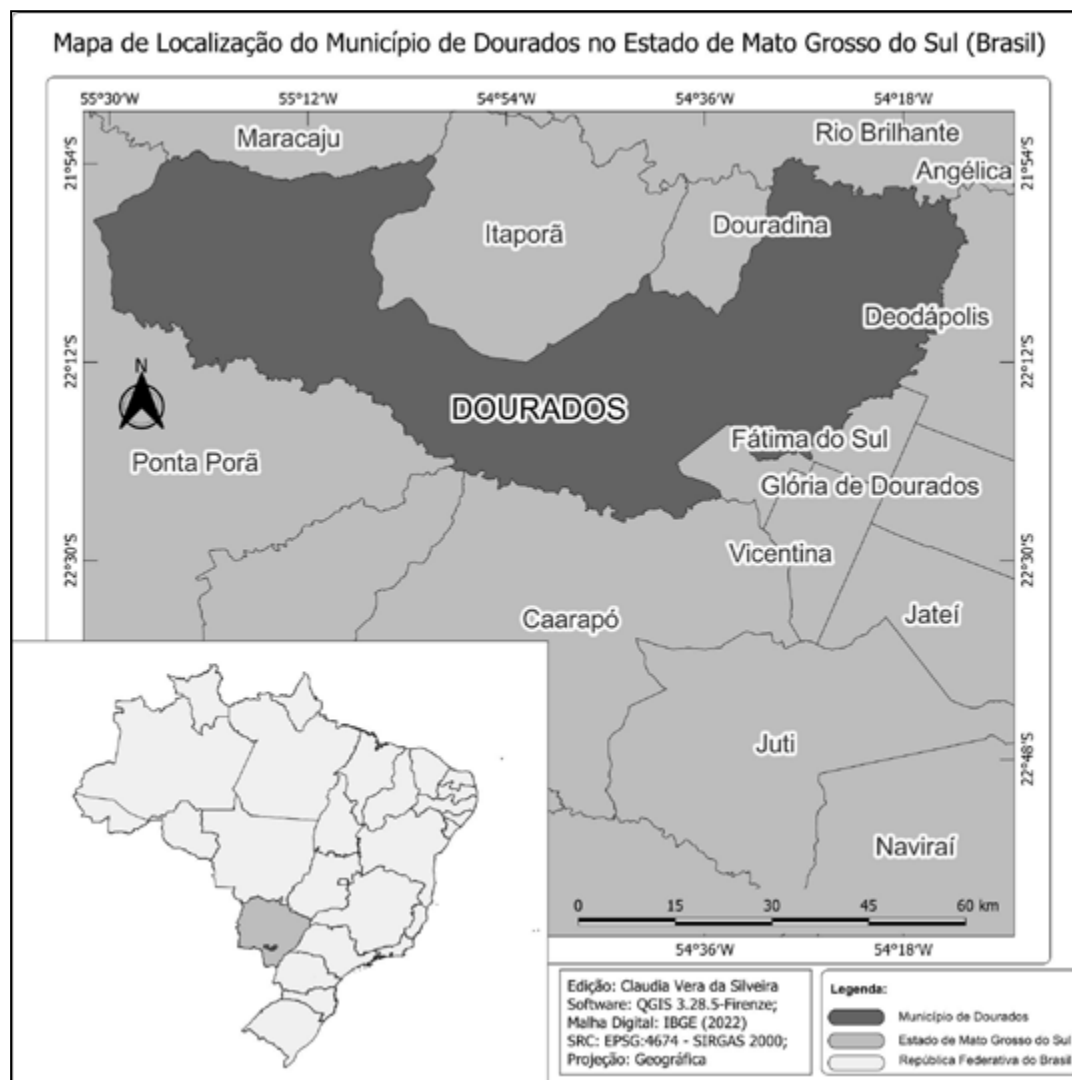 Mapa de Localização do Município de Dourados no Estado de Mato Grosso do Sul (Brasil)
55°30'W 55°12'W 54°54'W 54°36'W 54°18'W
Maracaju
Rio Brilhante
21°54'S
21°54'S
Angélica
Itaporã
Douradina
Deodápolis
22°12'S
22°12'S
N
DOURADOS
Fátima do Sul
Ponta Porã
Glória de Dourados
22°30'S
Vicentina
22°30'S
Caarapó
Jateí
Juti
22°48'S
Naviraí
0 15 30 45 60 km
54°36'W 54°18'W
Edição: Claudia Vera da Silveira
Software: QGIS 3.28.5-Firenze;
Malha Digital: IBGE (2022)
SRC: EPSG:4674 - SIRGAS 2000;
Projeção: Geográfica
Legenda:
Município de Dourados
Estado de Mato Grosso do Sul
República Federativa do Brasil